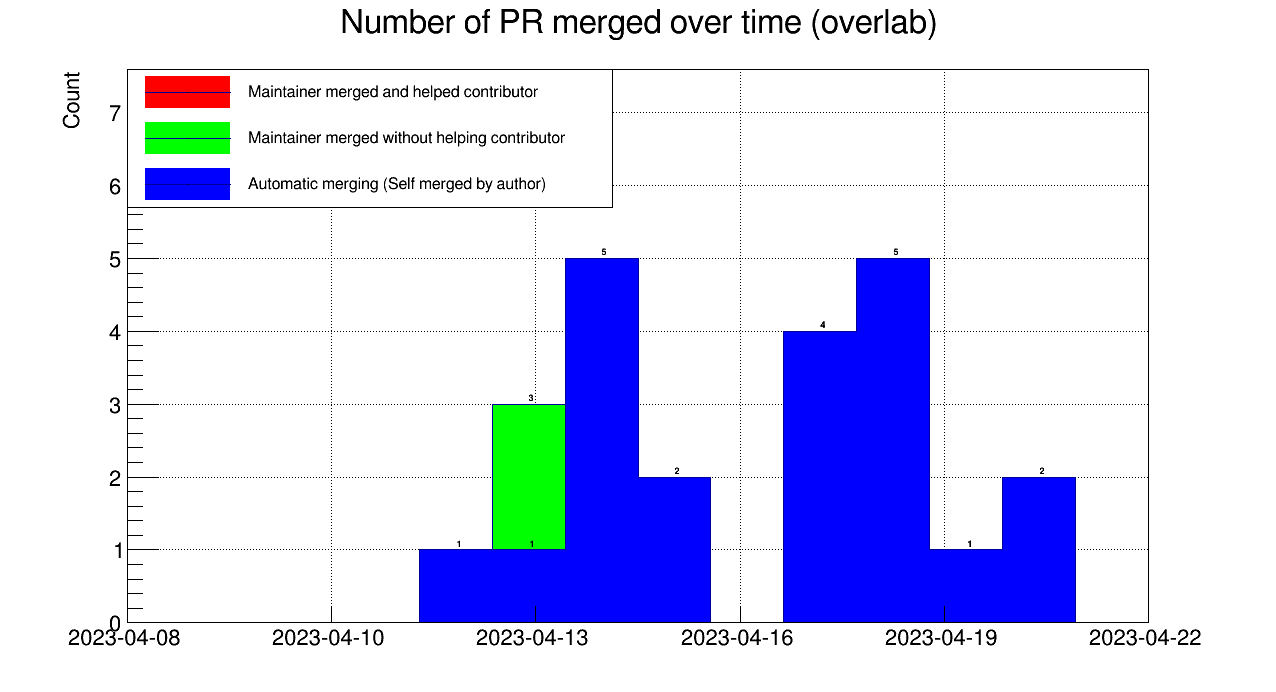 Number of PR merged over time (overlab)
Count
Maintainer merged and helped contributor
Maintainer merged without helping contributor
Automatic merging (Self merged by author)
7
6
5
4
3
2
1
0
1
3
1
5
2
4
5
1
2
2023-04-08 2023-04-10 2023-04-13 2023-04-16 2023-04-19 2023-04-22